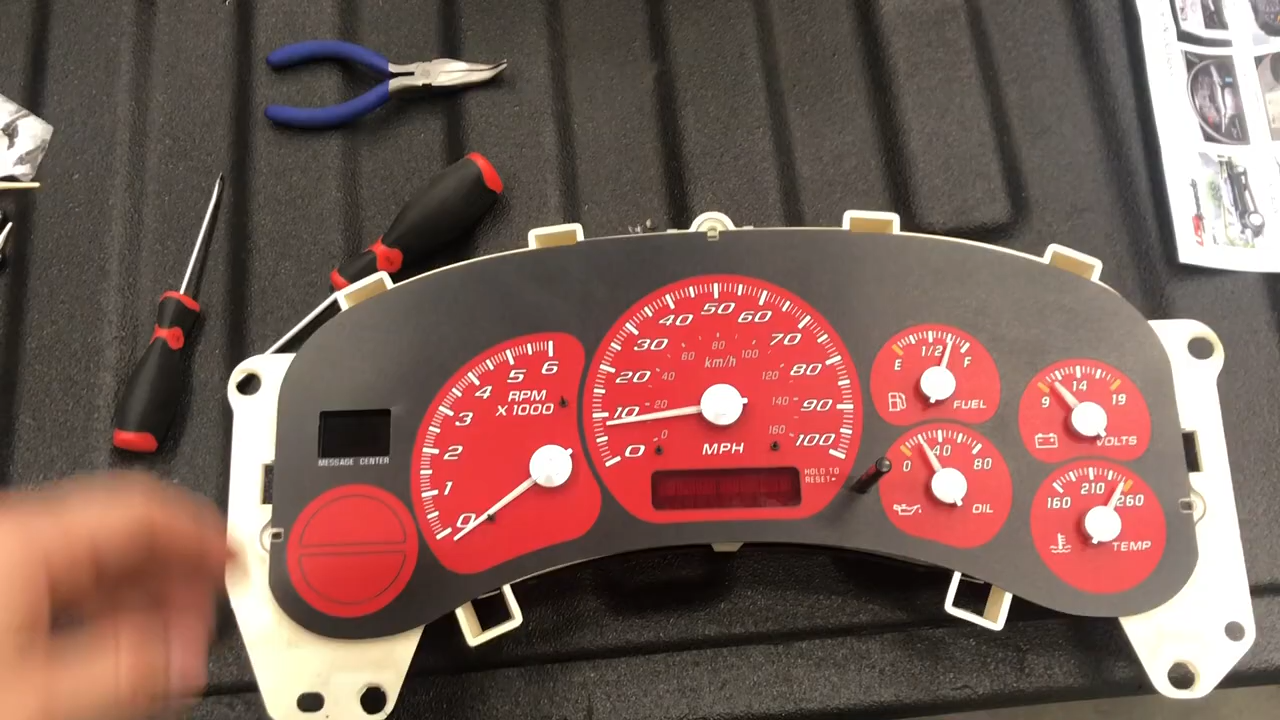 MESSAGE CENTER
0
1
2
3
4
5
6
RPM
X 1000
0
10
20
30
40
50
60
70
80
90
100
0
20
40
60
80
100
120
140
160
km/h
MPH
HOLD TO
RESET
E
1/2
F
FUEL
0
40
80
OIL
9
14
19
VOLTS
160
210
260
TEMP